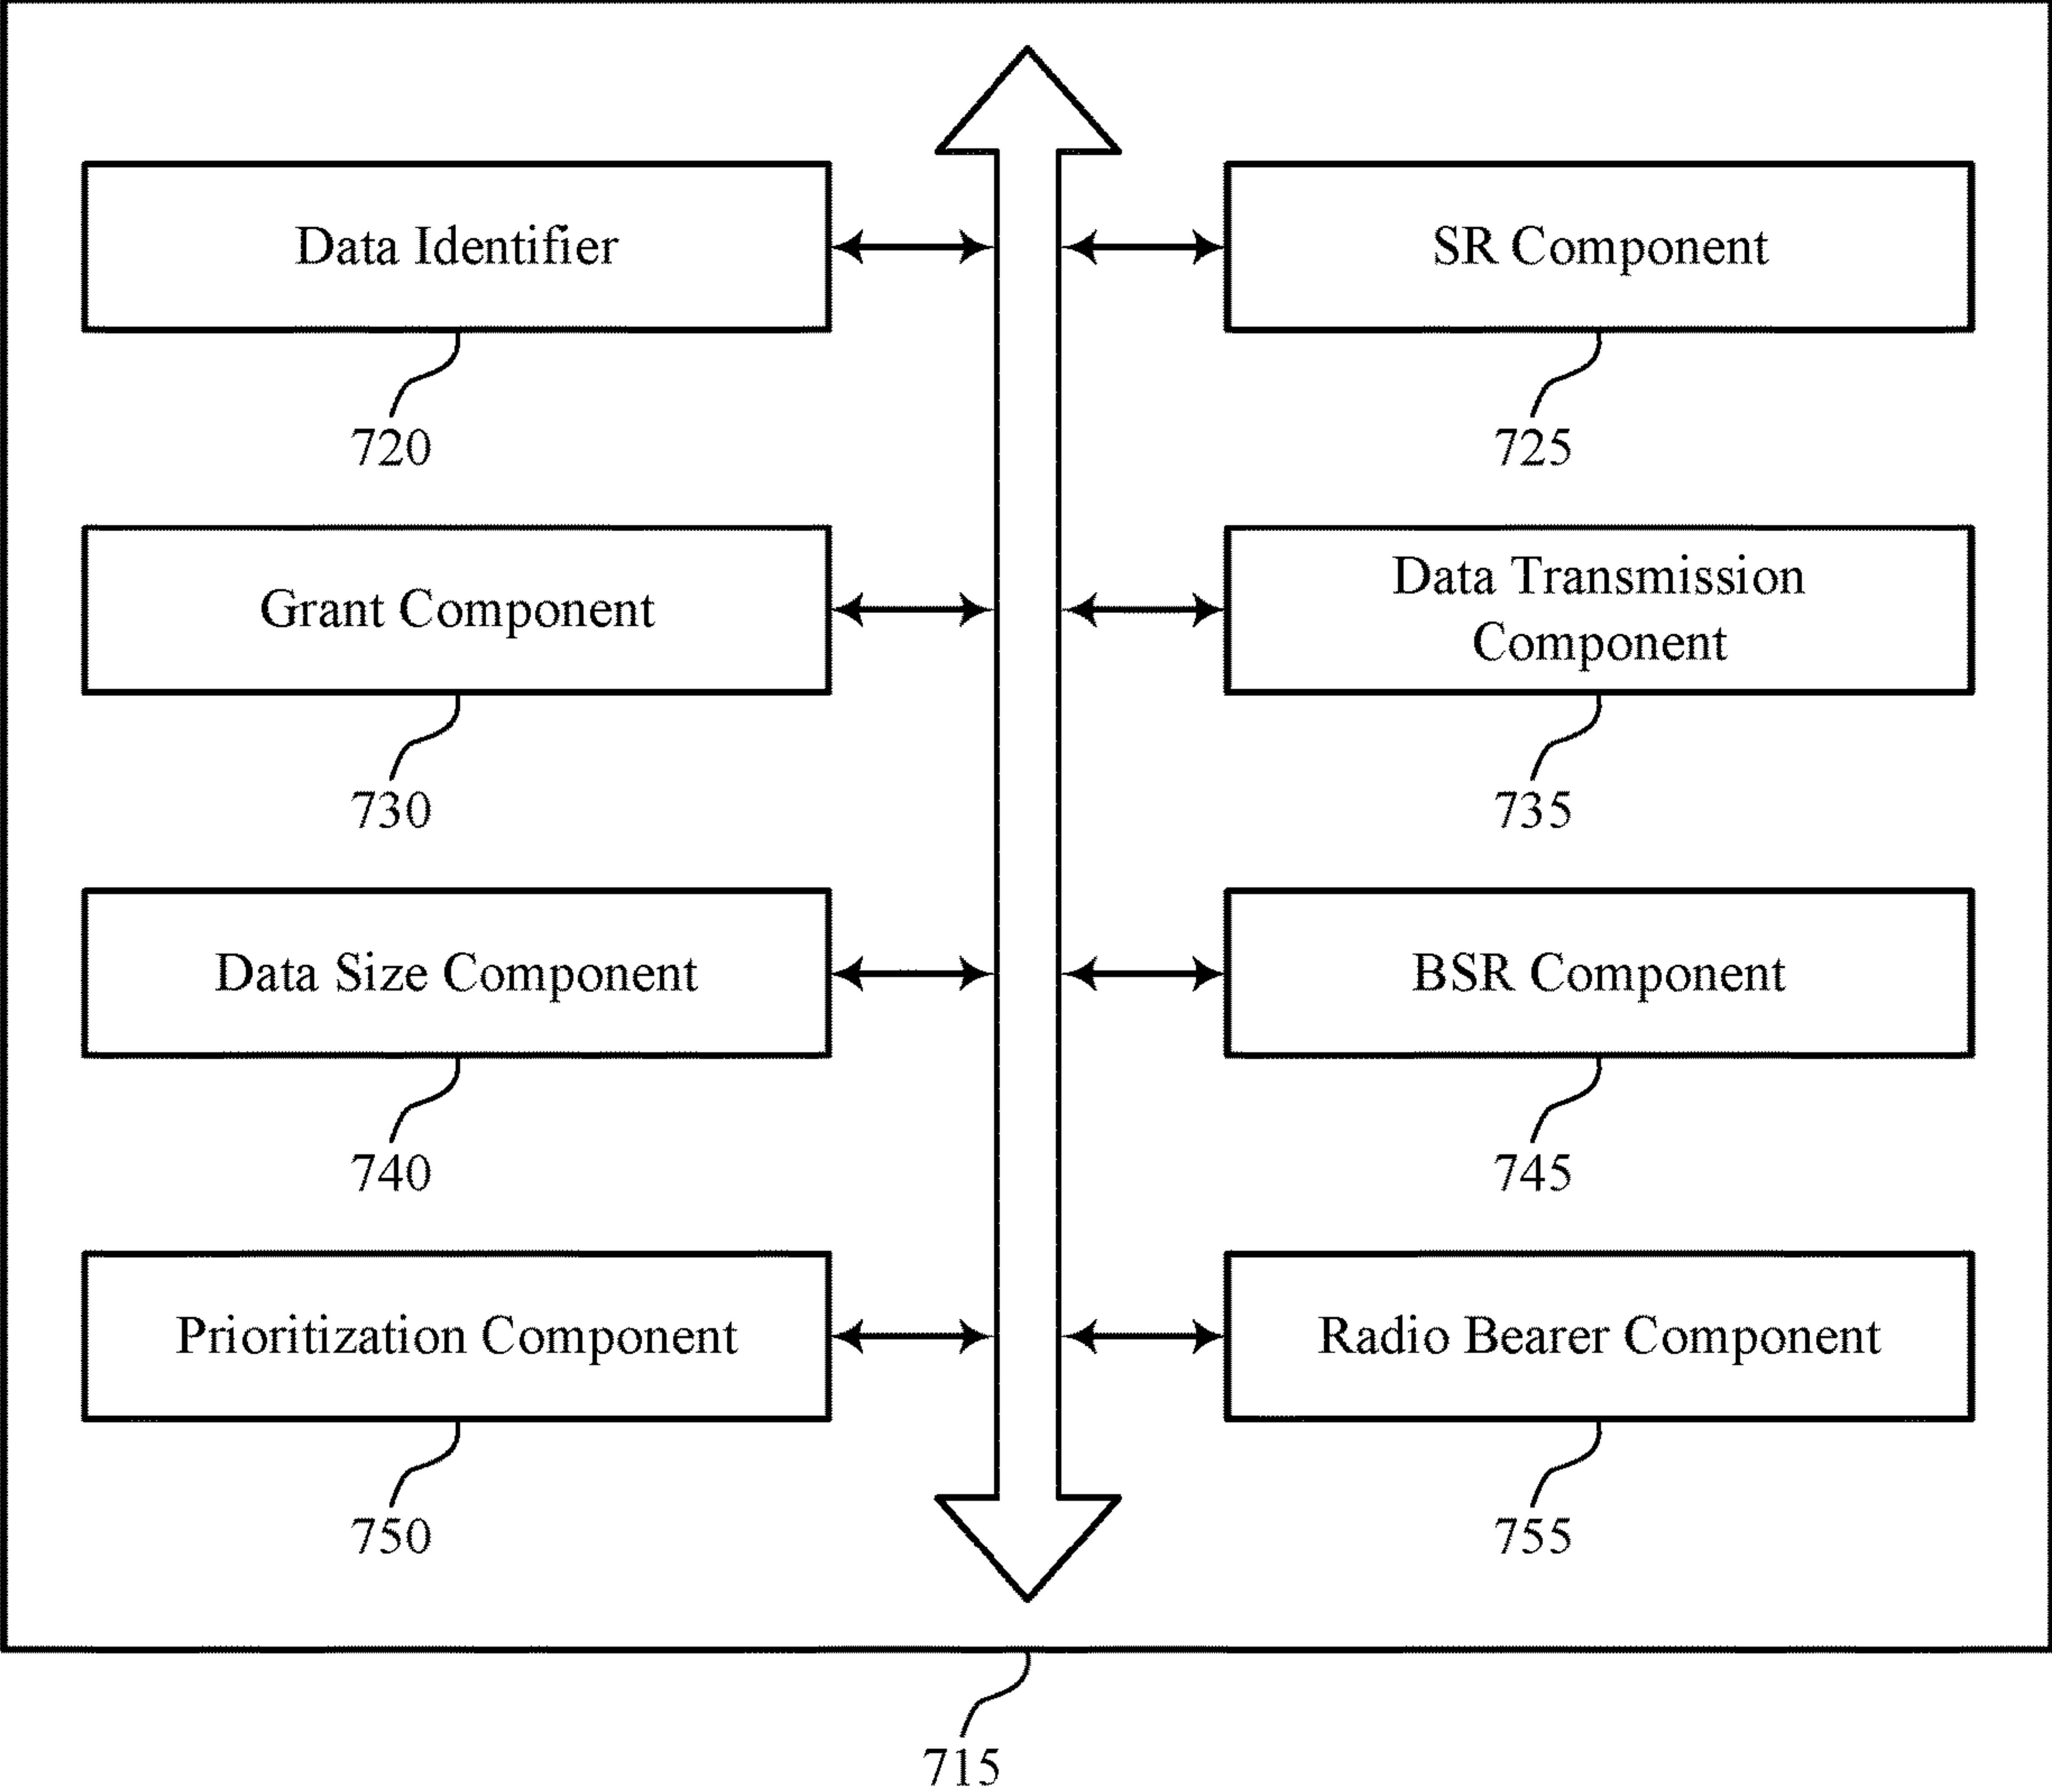 Data Identifier
SR Component
720
725
Grant Component
Data Transmission
Component
730
735
Data Size Component
BSR Component
740
745
Prioritization Component
Radio Bearer Component
750
755
715